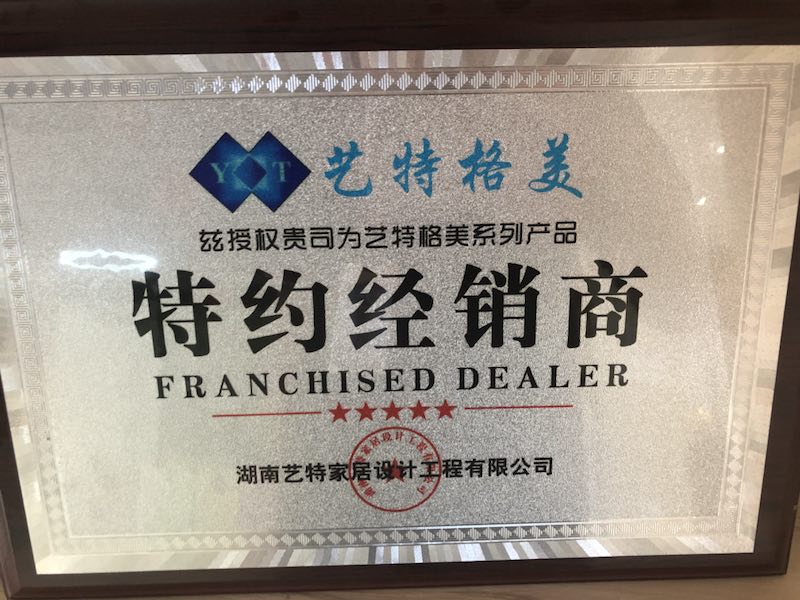 YT 艺特格美
兹授权贵司为艺特格美系列产品
特约经销商
FRANCHISED DEALER
湖南艺特家居设计工程有限公司